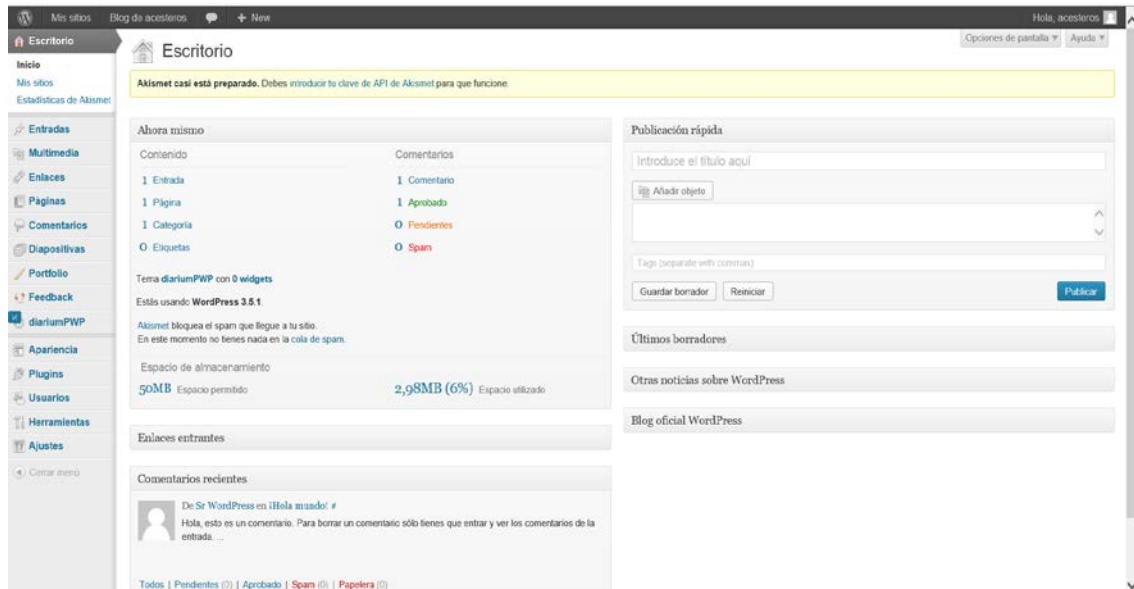 Mis sitios Blog de acesteros + New Hola, acesteros
Escritorio
Inicio
Mis sitios
Estadísticas de Akismet
Entradas
Multimedia
Enlaces
Páginas
Comentarios
Diapositivas
Portfolio
Feedback
diariumPWP
Apariencia
Plugins
Usuarios
Herramientas
Ajustes
Cerrar menú
Opciones de pantalla Ayuda
Escritorio
Akismet casi está preparado. Debes introducir tu clave de API de Akismet para que funcione.
Ahora mismo
Contenido Comentarios
1 Entrada 1 Comentario
1 Página 1 Aprobado
1 Categoría 0 Pendientes
0 Etiquetas 0 Spam
Tema diariumPWP con 0 widgets
Estás usando WordPress 3.5.1.
Akismet bloquea el spam que llegue a tu sitio.
En este momento no tienes nada en la cola de spam.
Espacio de almacenamiento
50MB Espacio permitido 2,98MB (6%) Espacio utilizado
Enlaces entrantes
Comentarios recientes
De Sr WordPress en ¡Hola mundo! #
Hola, esto es un comentario. Para borrar un comentario sólo tienes que entrar y ver los comentarios de la
entrada. ...
Todos | Pendientes (0) | Aprobado | Spam (0) | Papelera (0)
Publicación rápida
Introduce el título aquí
Añadir objeto
Tags (separate with commas)
Guardar borrador Reiniciar Publicar
Últimos borradores
Otras noticias sobre WordPress
Blog oficial WordPress